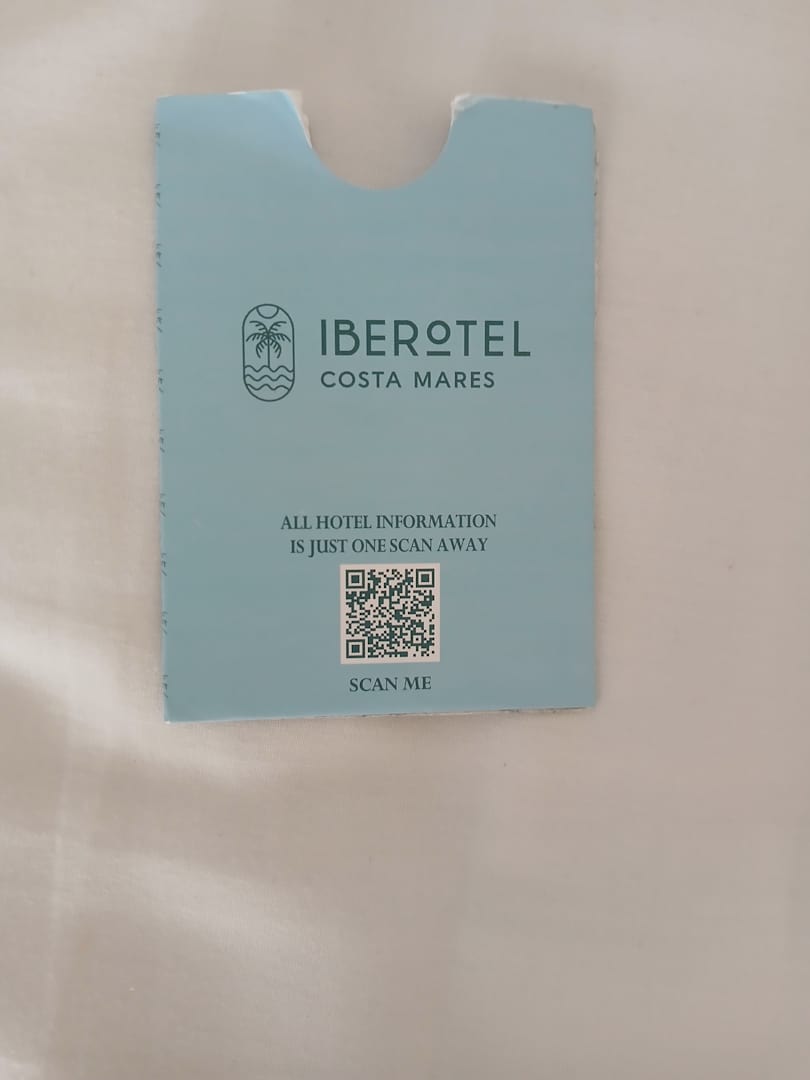 IBEROTEL
COSTA MARES
ALL HOTEL INFORMATION
IS JUST ONE SCAN AWAY
SCAN ME